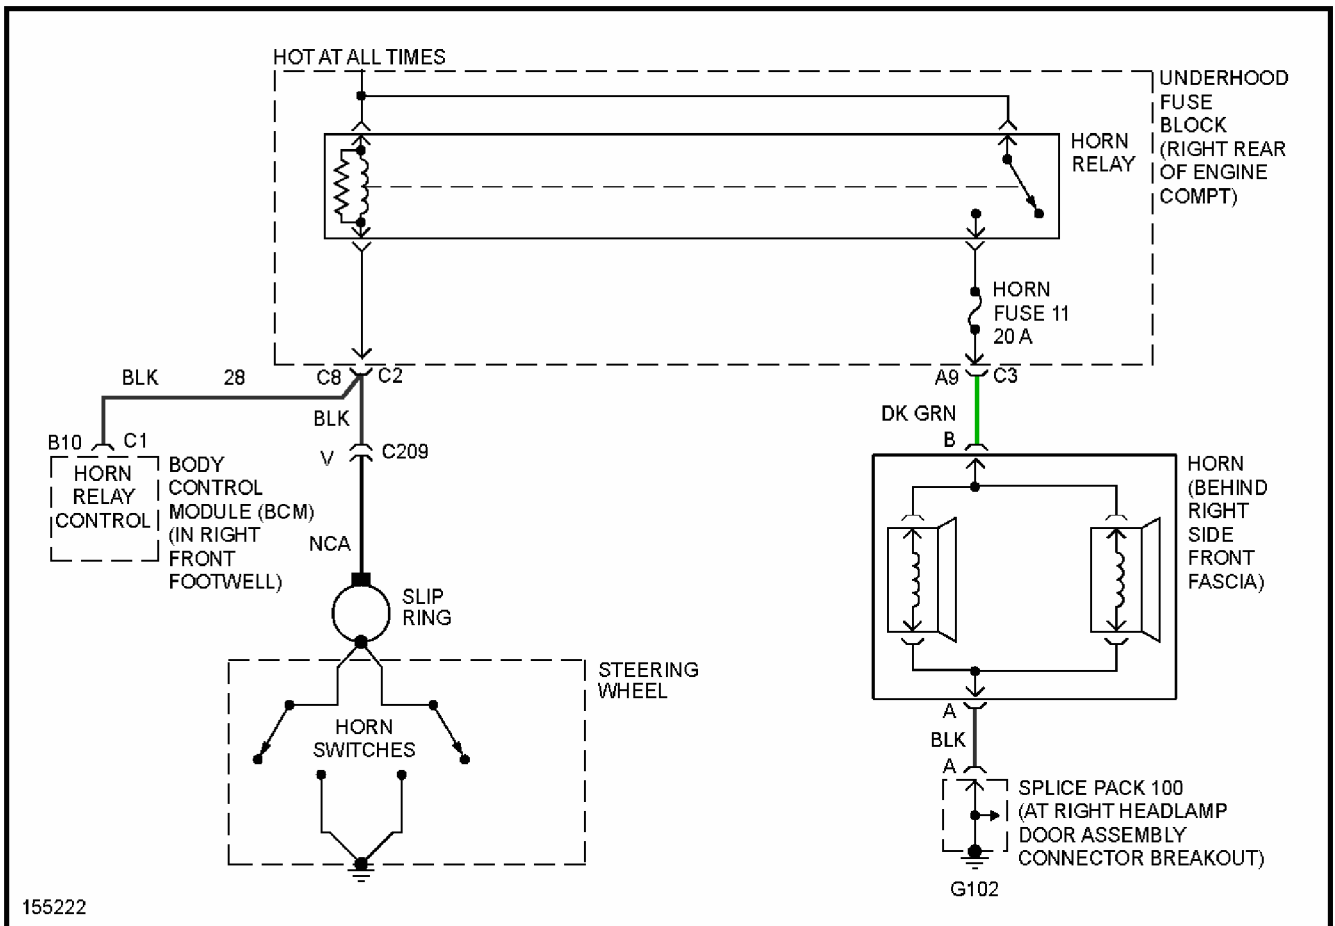 HOT AT ALL TIMES
UNDERHOOD
FUSE
BLOCK
(RIGHT REAR
OF ENGINE
COMPT)
HORN
RELAY
HORN
FUSE 11
20 A
BLK 28 C8 C2
A9 C3
BLK
DK GRN
B10 C1
V C209
B
HORN
RELAY
CONTROL
BODY
CONTROL
MODULE (BCM)
(IN RIGHT
FRONT
FOOTWELL)
HORN
(BEHIND
RIGHT
SIDE
FRONT
FASCIA)
NCA
SLIP
RING
STEERING
WHEEL
HORN
SWITCHES
A
BLK
A
SPLICE PACK 100
(AT RIGHT HEADLAMP
DOOR ASSEMBLY
CONNECTOR BREAKOUT)
G102
155222